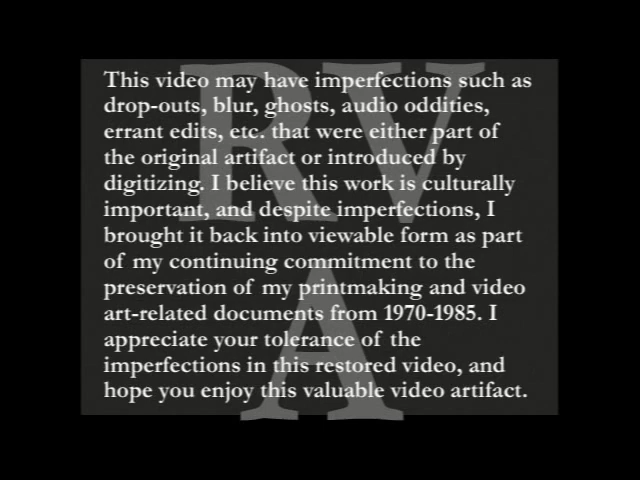 RV
A
This video may have imperfections such as
drop-outs, blur, ghosts, audio oddities,
errant edits, etc. that were either part of
the original artifact or introduced by
digitizing. I believe this work is culturally
important, and despite imperfections, I
brought it back into viewable form as part
of my continuing commitment to the
preservation of my printmaking and video
art-related documents from 1970-1985. I
appreciate your tolerance of the
imperfections in this restored video, and
hope you enjoy this valuable video artifact.